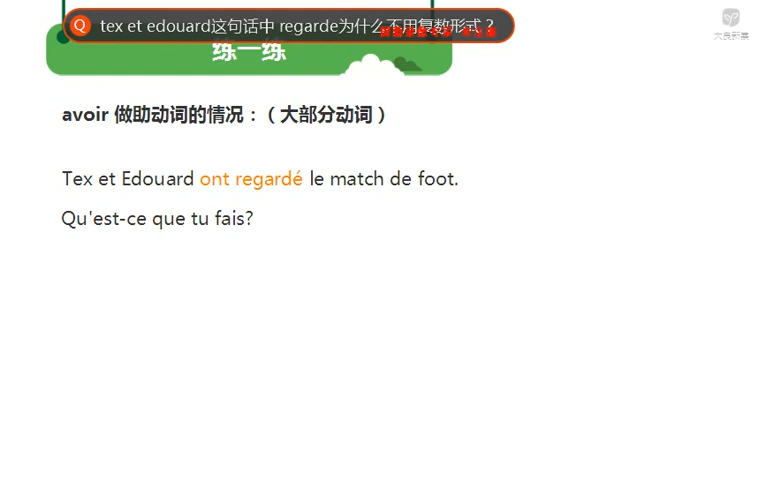 Q tex et edouard这句话中 regarde为什么不用复数形式？
练一练
avoir 做助动词的情况：（大部分动词）
Tex et Edouard ont regardé le match de foot.
Qu'est-ce que tu fais?